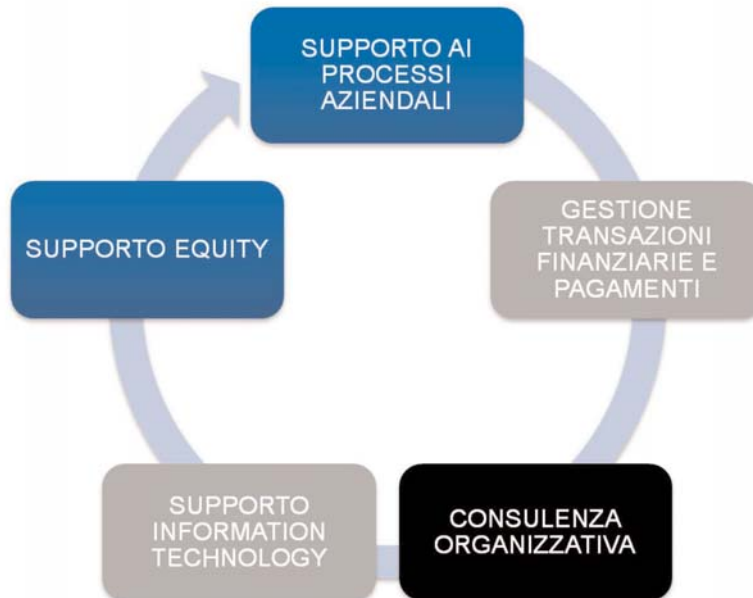 SUPPORTO AI
PROCESSI
AZIENDALI
GESTIONE
TRANSAZIONI
FINANZIARIE E
PAGAMENTI
CONSULENZA
ORGANIZZATIVA
SUPPORTO
INFORMATION
TECHNOLOGY
SUPPORTO EQUITY